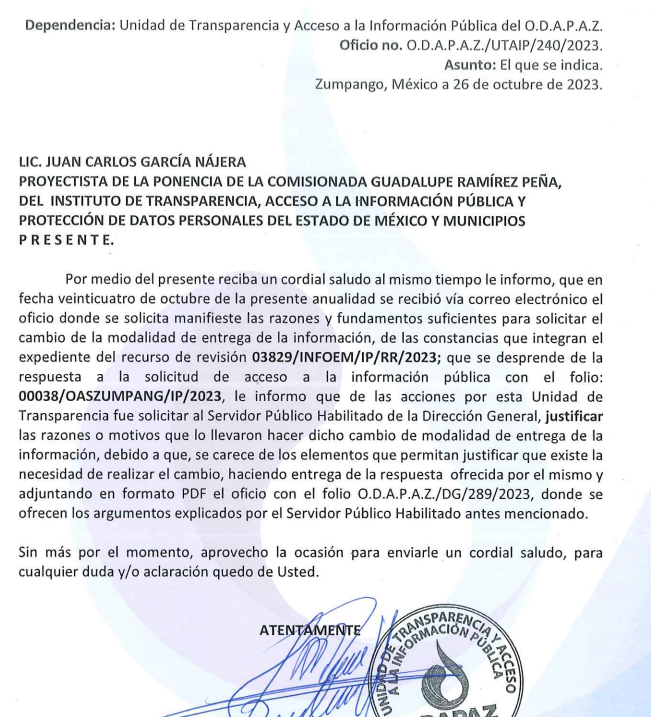 Dependencia: Unidad de Transparencia y Acceso a la Información Pública del O.D.A.P.A.Z.
Oficio no. O.D.A.P.A.Z./UTAIP/240/2023.
Asunto: El que se indica.
Zumpango, México a 26 de octubre de 2023.
LIC. JUAN CARLOS GARCÍA NÁJERA
PROYECTISTA DE LA PONENCIA DE LA COMISIONADA GUADALUPE RAMÍREZ PEÑA,
DEL INSTITUTO DE TRANSPARENCIA, ACCESO A LA INFORMACIÓN PÚBLICA Y
PROTECCIÓN DE DATOS PERSONALES DEL ESTADO DE MÉXICO Y MUNICIPIOS
P R E S E N T E.
Por medio del presente reciba un cordial saludo al mismo tiempo le informo, que en
fecha veinticuatro de octubre de la presente anualidad se recibió vía correo electrónico el
oficio donde se solicita manifieste las razones y fundamentos suficientes para solicitar el
cambio de la modalidad de entrega de la información, de las constancias que integran el
expediente del recurso de revisión 03829/INFOEM/IP/RR/2023; que se desprende de la
respuesta a la solicitud de acceso a la información pública con el folio:
00038/OASZUMPANG/IP/2023, le informo que de las acciones por esta Unidad de
Transparencia fue solicitar al Servidor Público Habilitado de la Dirección General, justificar
las razones o motivos que lo llevaron hacer dicho cambio de modalidad de entrega de la
información, debido a que, se carece de los elementos que permitan justificar que existe la
necesidad de realizar el cambio, haciendo entrega de la respuesta ofrecida por el mismo y
adjuntando en formato PDF el oficio con el folio O.D.A.P.A.Z./DG/289/2023, donde se
ofrecen los argumentos explicados por el Servidor Público Habilitado antes mencionado.
Sin más por el momento, aprovecho la ocasión para enviarle un cordial saludo, para
cualquier duda y/o aclaración quedo de Usted.
ATENTAMENTE
UNIDAD DE TRANSPARENCIA Y ACCESO
A LA INFORMACIÓN PÚBLICA